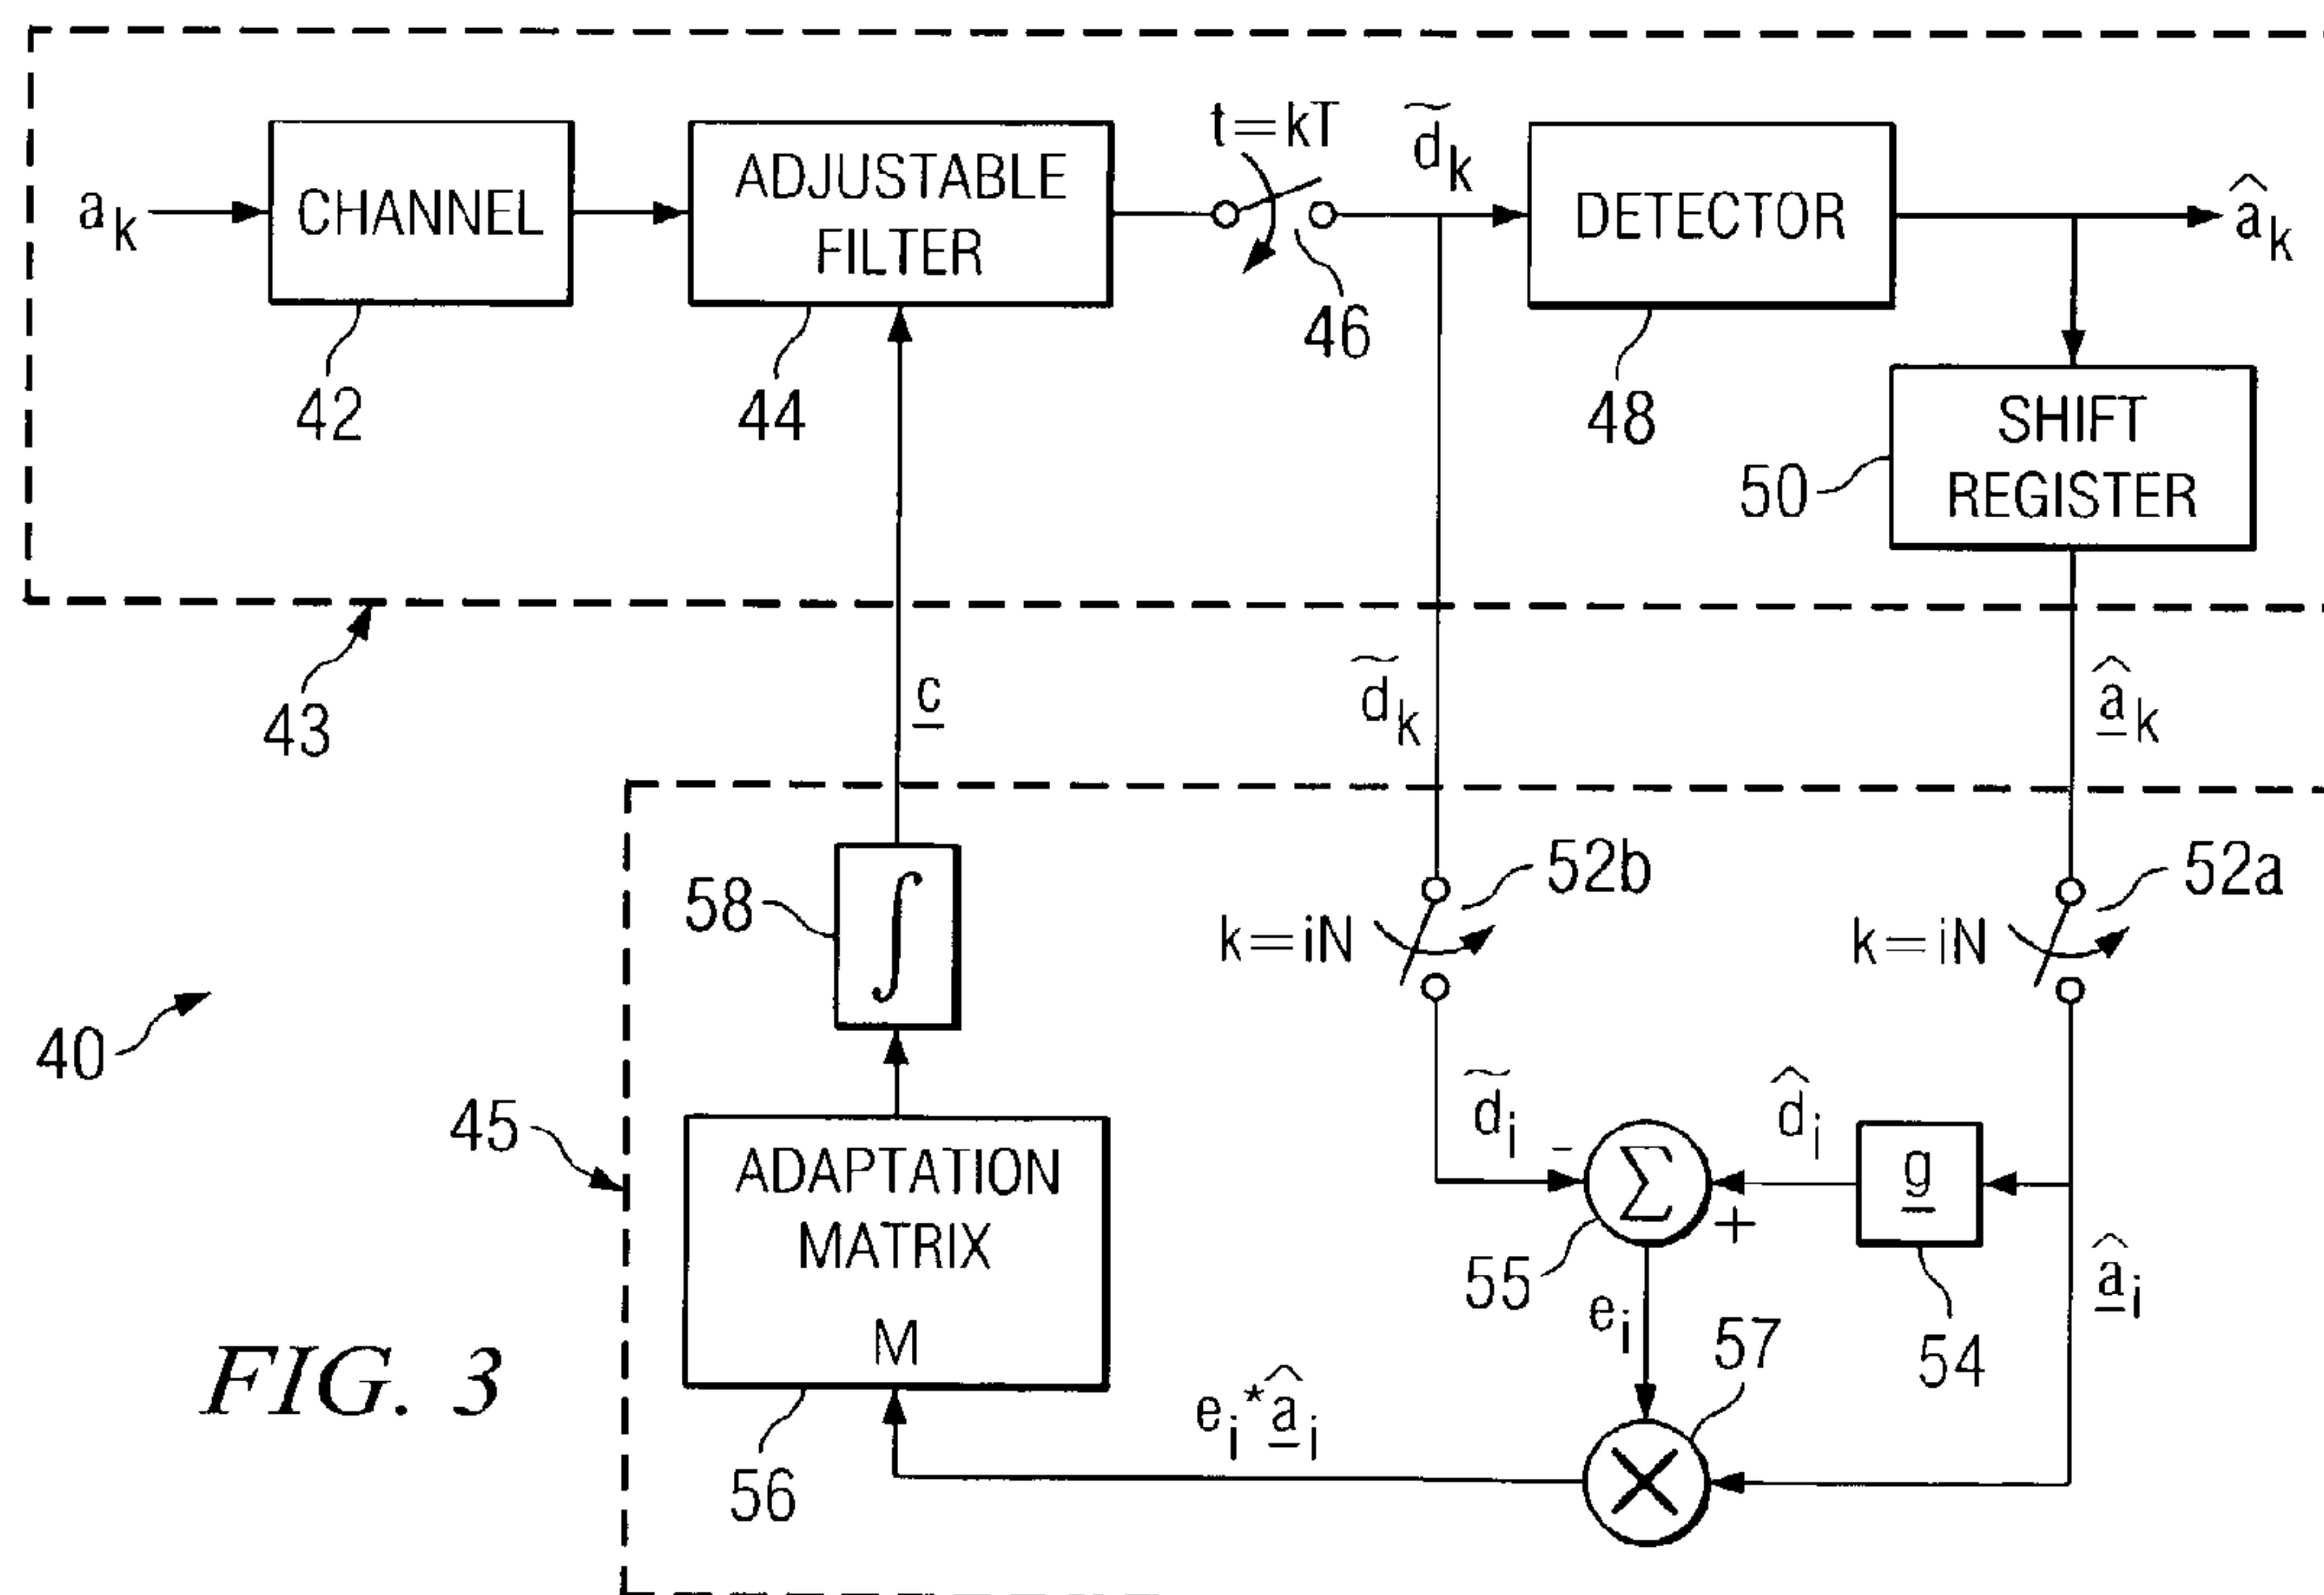 t=kT
d̃k
ak
CHANNEL
ADJUSTABLE
FILTER
DETECTOR
âk
46
42
44
48
SHIFT
REGISTER
50
43
c
d̃k
âk
58
∫
k=iN
52b
k=iN
52a
40
45
ADAPTATION
MATRIX
M
d̃i
-
Σ
+
d̂i
g
55
ei
57
54
âi
FIG. 3
56
ei*âi
×